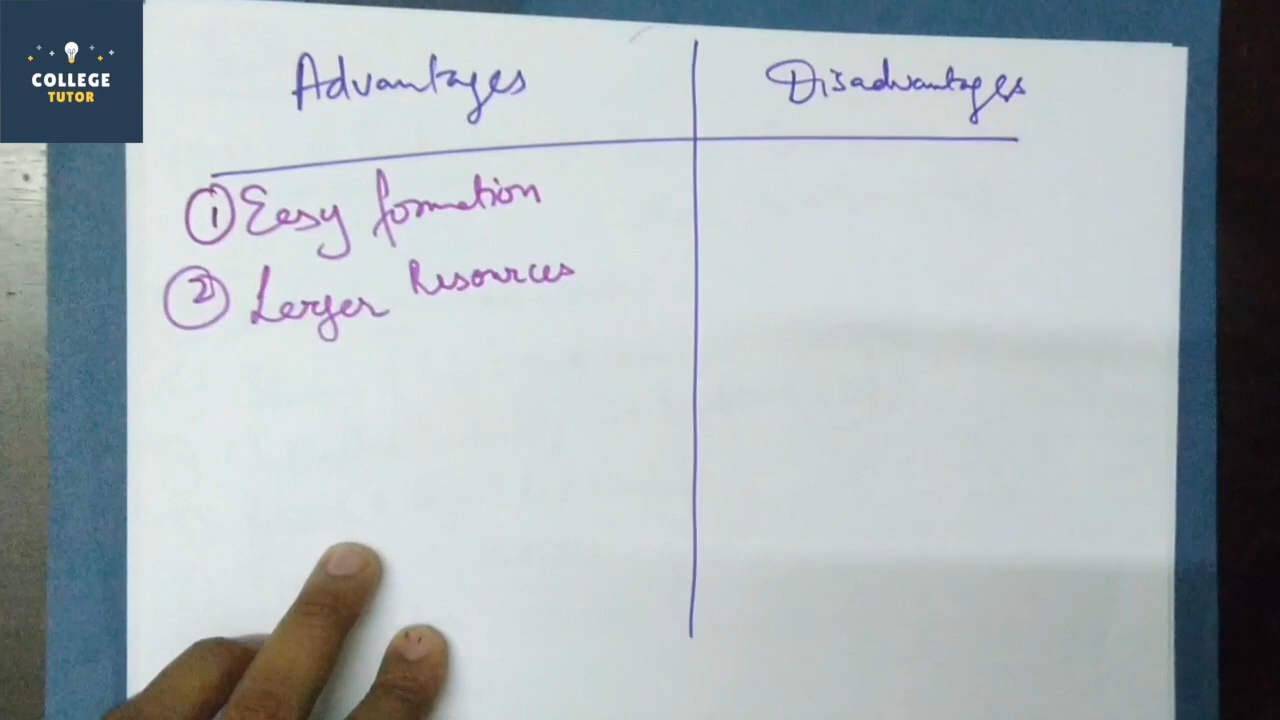 COLLEGE
TUTOR
Advantages
Disadvantages
① Easy formation
② Larger Resources